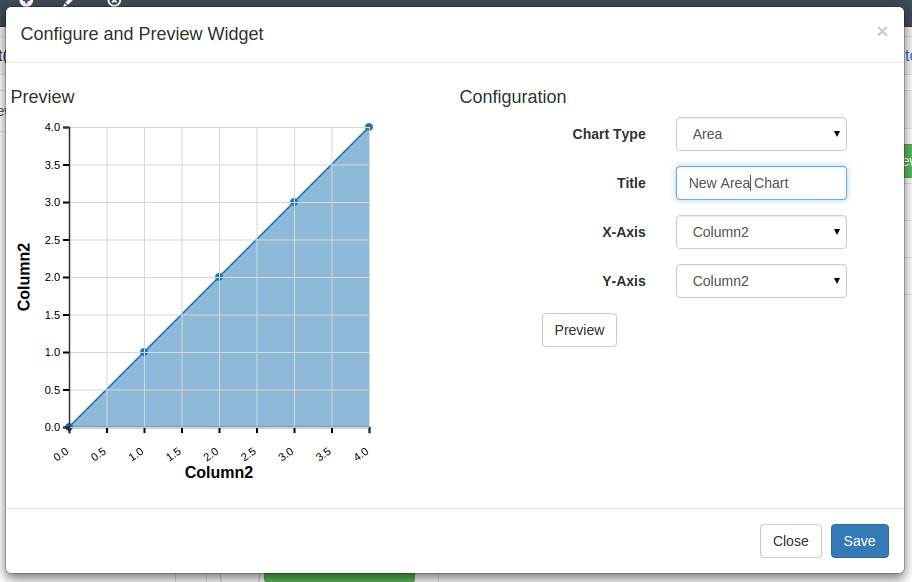 Configure and Preview Widget
×
Preview
Configuration
Chart Type
Area
Title
New Area Chart
X-Axis
Column2
Y-Axis
Column2
Preview
4.0
3.5
3.0
2.5
2.0
1.5
1.0
0.5
0.0
Column2
0.0 0.5 1.0 1.5 2.0 2.5 3.0 3.5 4.0
Column2
Close Save